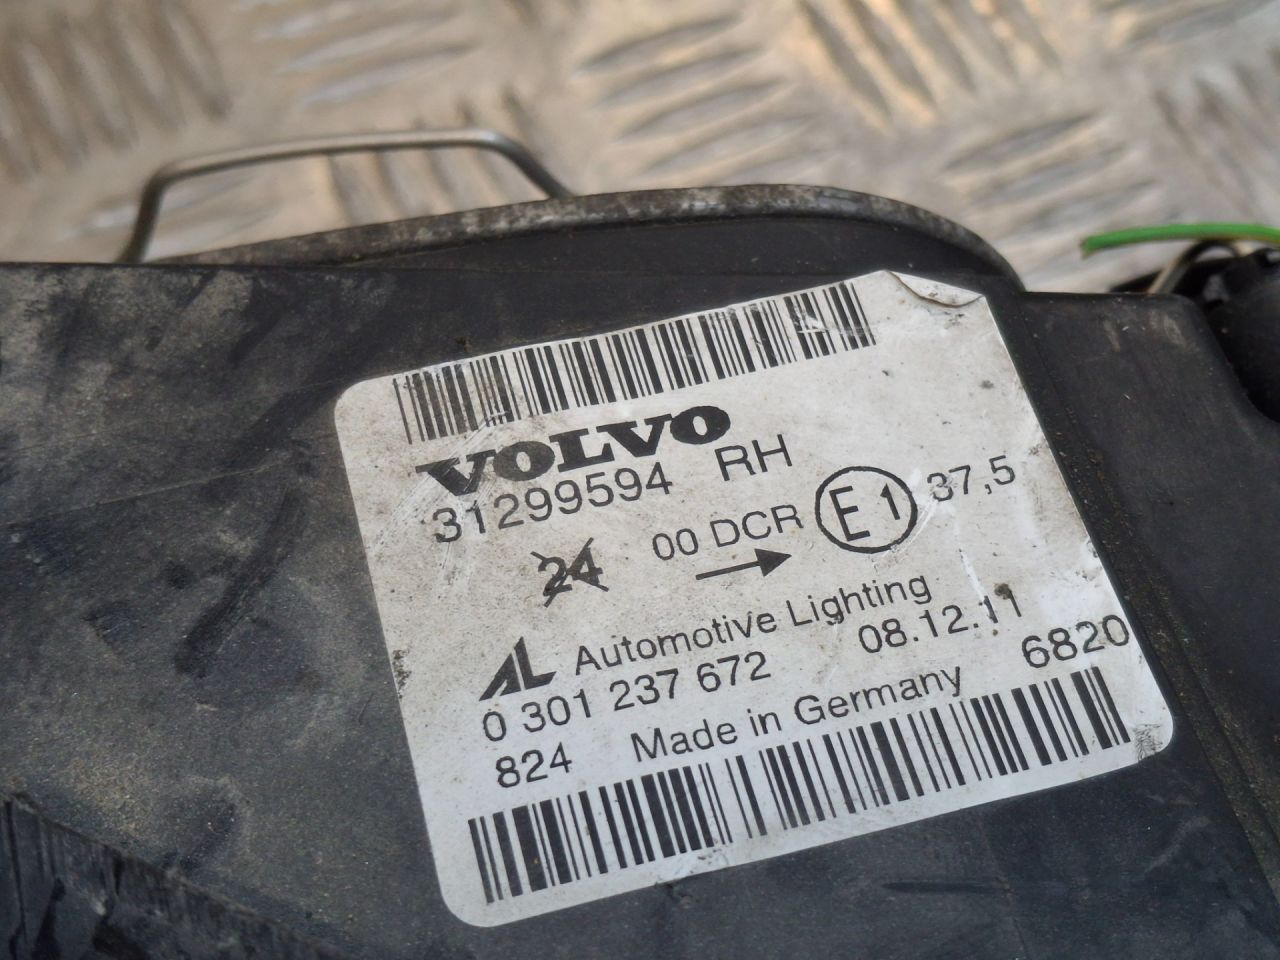 VOLVO
31299594 RH
24 00 DCR E1 37,5
AL Automotive Lighting
0 301 237 672 08.12.11
824 Made in Germany 6820